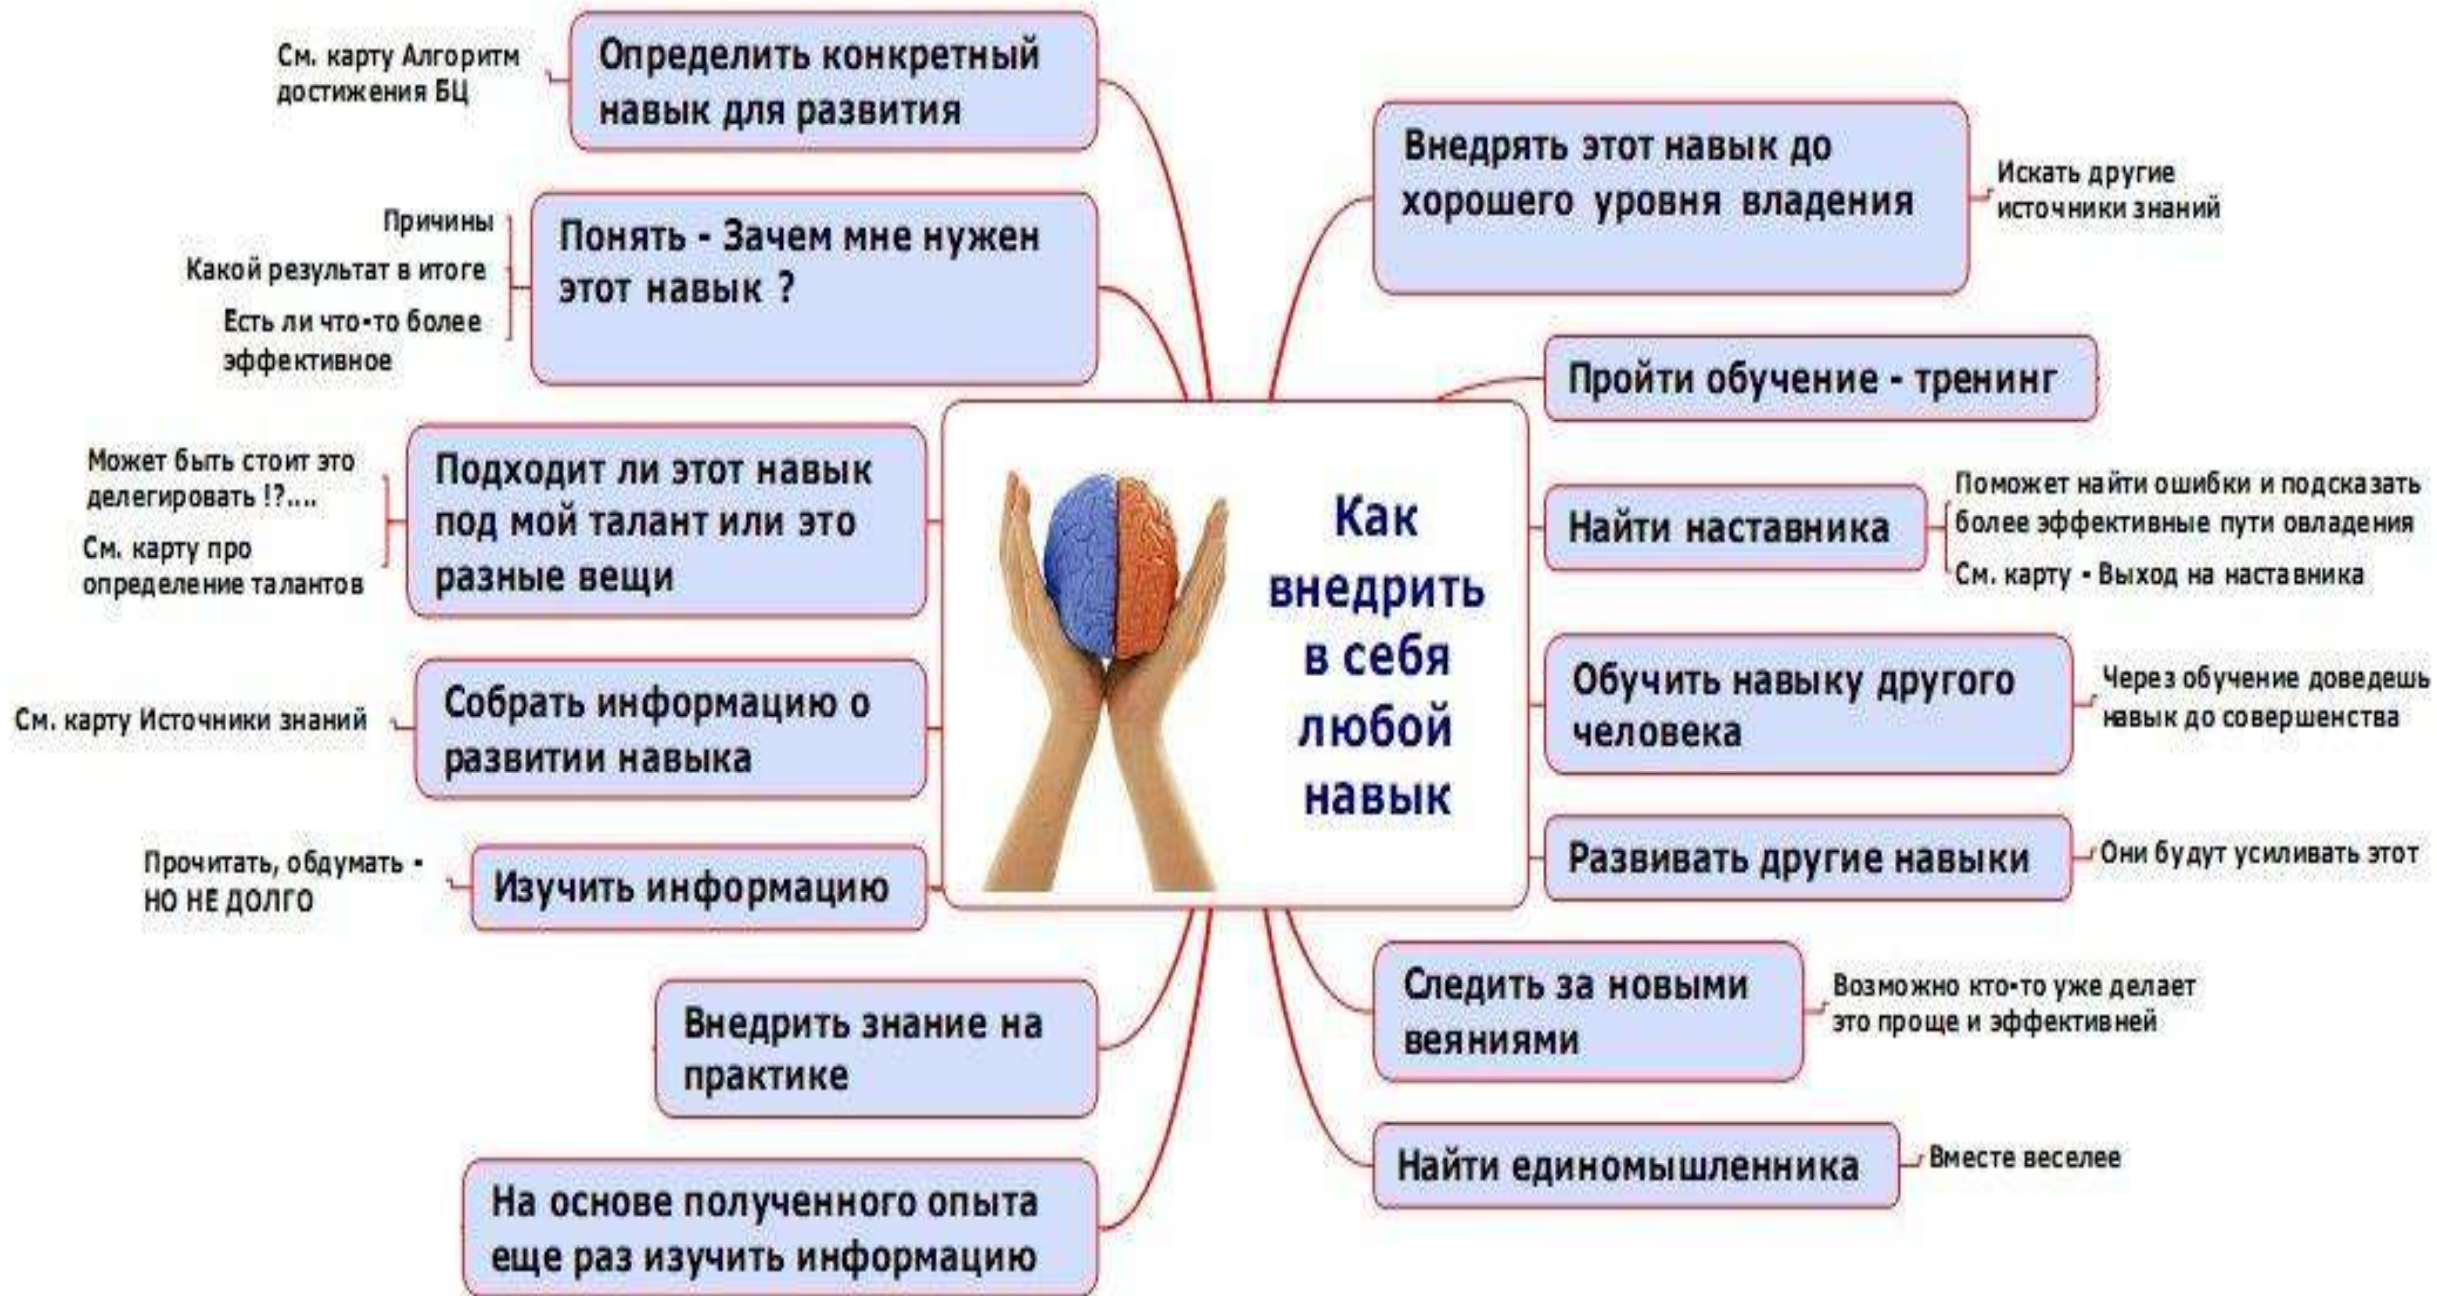 См. карту Алгоритм
достижения БЦ
Определить конкретный
навык для развития
Причины
Какой результат в итоге
Есть ли что-то более
эффективное
Понять - Зачем мне нужен
этот навык ?
Может быть стоит это
делегировать !?....
См. карту про
определение талантов
Подходит ли этот навык
под мой талант или это
разные вещи
См. карту Источники знаний
Собрать информацию о
развитии навыка
Прочитать, обдумать -
НО НЕ ДОЛГО
Изучить информацию
Внедрить знание на
практике
На основе полученного опыта
еще раз изучить информацию
Как
внедрить
в себя
любой
навык
Внедрять этот навык до
хорошего уровня владения
Искать другие
источники знаний
Пройти обучение - тренинг
Найти наставника
Поможет найти ошибки и подсказать
более эффективные пути овладения
См. карту - Выход на наставника
Обучить навыку другого
человека
Через обучение доведешь
навык до совершенства
Развивать другие навыки
Они будут усиливать этот
Следить за новыми
веяниями
Возможно кто-то уже делает
это проще и эффективней
Найти единомышленника
Вместе веселее